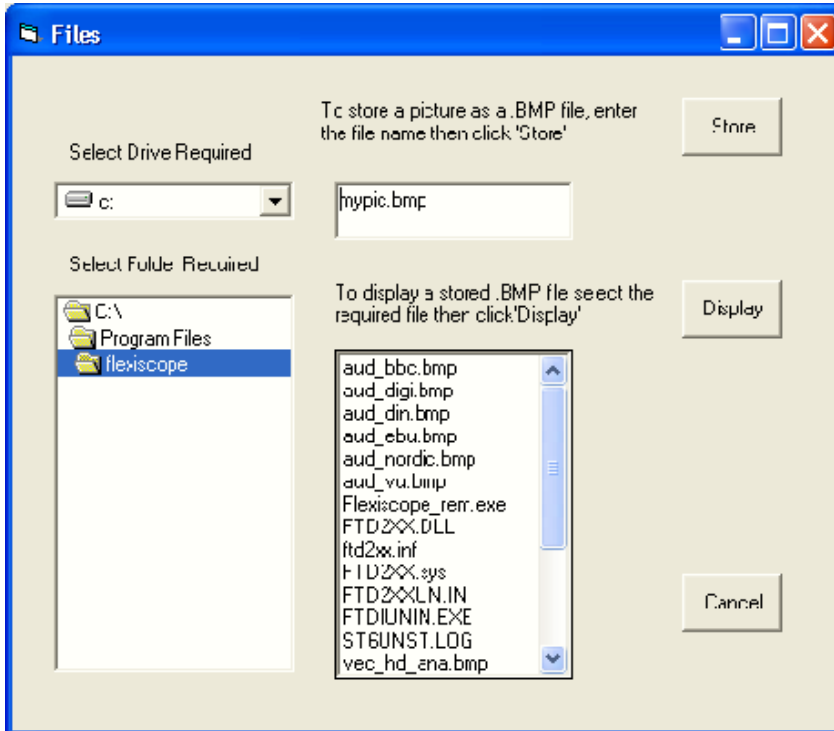 Files
To store a picture as a .BMP file, enter
the file name then click 'Store'
Store
Select Drive Required
c:
mypic.bmp
Select Folder Required
To display a stored .BMP file select the
required file then click'Display'
Display
C:\
Program Files
flexiscope
aud_bbc.bmp
aud_digi.bmp
aud_din.bmp
aud_ebu.bmp
aud_nordic.bmp
aud_vu.bmp
Flexiscope_rem.exe
FTD2XX.DLL
ftd2xx.inf
FTD2XX.sys
FTD2XXUN.IN
FTDIUNIN.EXE
ST6UNST.LOG
vec_hd_ana.bmp
Cancel